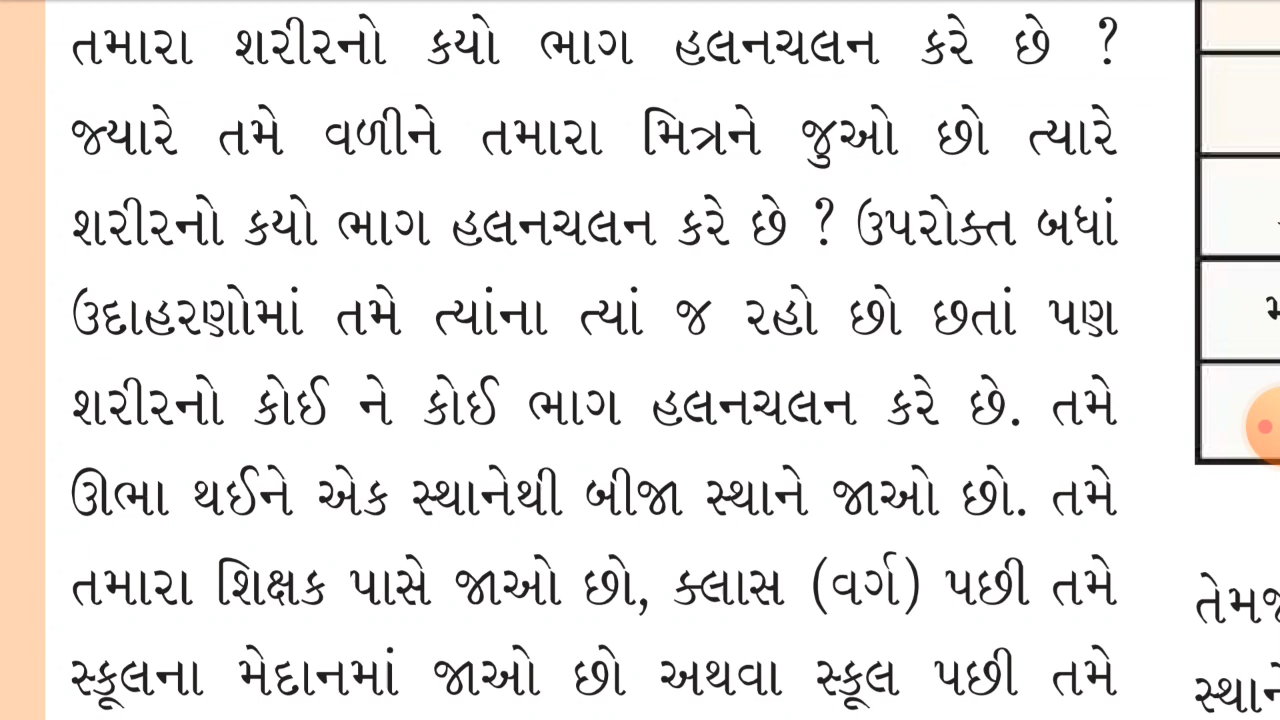 તમારા શરીરનો કયો ભાગ હલનચલન કરે છે ?
જ્યારે તમે વળીને તમારા મિત્રને જુઓ છો ત્યારે
શરીરનો કયો ભાગ હલનચલન કરે છે ? ઉપરોક્ત બધાં
ઉદાહરણોમાં તમે ત્યાંના ત્યાં જ રહો છો છતાં પણ
શરીરનો કોઈ ને કોઈ ભાગ હલનચલન કરે છે. તમે
ઊભા થઈને એક સ્થાનેથી બીજા સ્થાને જાઓ છો. તમે
તમારા શિક્ષક પાસે જાઓ છો, ક્લાસ (વર્ગ) પછી તમે
સ્કૂલના મેદાનમાં જાઓ છો અથવા સ્કૂલ પછી તમે